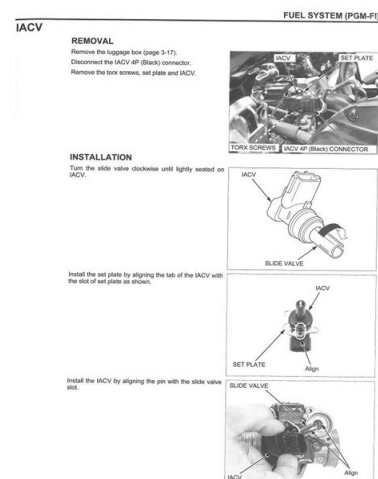 FUEL SYSTEM (PGM-FI)
IACV
REMOVAL
Remove the luggage box (page 3-17).
Disconnect the IACV 4P (Black) connector.
Remove the torx screws, set plate and IACV.
IACV
SET PLATE
TORX SCREWS
IACV 4P (Black) CONNECTOR
INSTALLATION
Turn the slide valve clockwise until lightly seated on
IACV.
IACV
SLIDE VALVE
Install the set plate by aligning the tab of the IACV with
the slot of set plate as shown.
IACV
SET PLATE
Align
Install the IACV by aligning the pin with the slide valve
slot.
SLIDE VALVE
IACV
Align